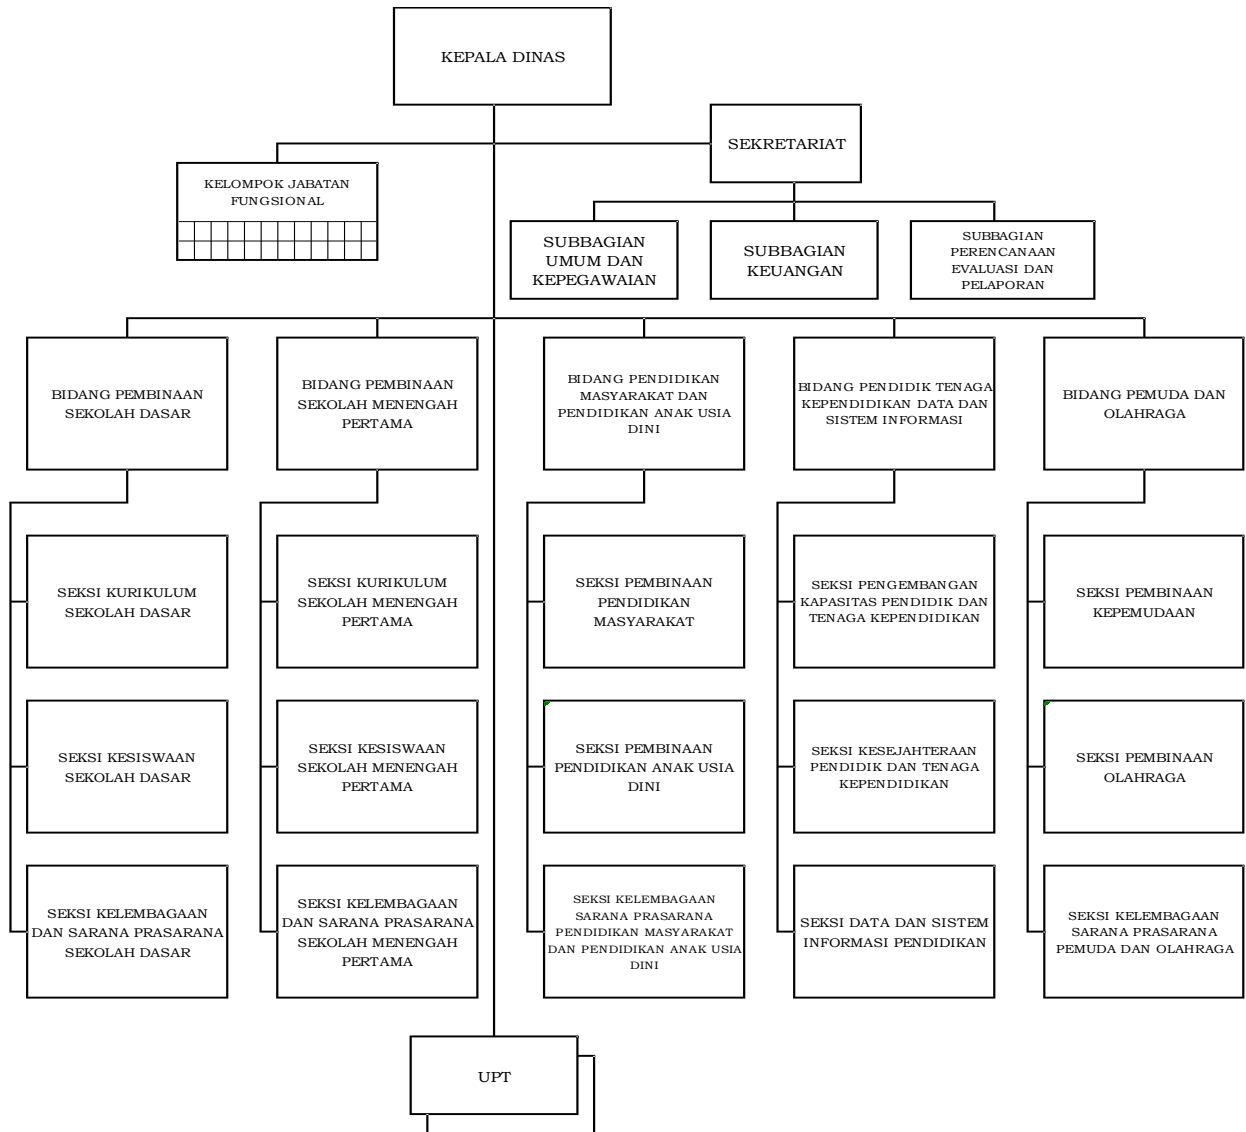 KEPALA DINAS
SEKRETARIAT
KELOMPOK JABATAN
FUNGSIONAL
SUBBAGIAN
UMUM DAN
KEPEGAWAIAN
SUBBAGIAN
KEUANGAN
SUBBAGIAN
PERENCANAAN
EVALUASI DAN
PELAPORAN
BIDANG PEMBINAAN
SEKOLAH DASAR
BIDANG PEMBINAAN
SEKOLAH MENENGAH
PERTAMA
BIDANG PENDIDIKAN
MASYARAKAT DAN
PENDIDIKAN ANAK USIA
DINI
BIDANG PENDIDIK TENAGA
KEPENDIDIKAN DATA DAN
SISTEM INFORMASI
BIDANG PEMUDA DAN
OLAHRAGA
SEKSI KURIKULUM
SEKOLAH DASAR
SEKSI KURIKULUM
SEKOLAH MENENGAH
PERTAMA
SEKSI PEMBINAAN
PENDIDIKAN
MASYARAKAT
SEKSI PENGEMBANGAN
KAPASITAS PENDIDIK DAN
TENAGA KEPENDIDIKAN
SEKSI PEMBINAAN
KEPEMUDAAN
SEKSI KESISWAAN
SEKOLAH DASAR
SEKSI KESISWAAN
SEKOLAH MENENGAH
PERTAMA
SEKSI PEMBINAAN
PENDIDIKAN ANAK USIA
DINI
SEKSI KESEJAHTERAAN
PENDIDIK DAN TENAGA
KEPENDIDIKAN
SEKSI PEMBINAAN
OLAHRAGA
SEKSI KELEMBAGAAN
DAN SARANA PRASARANA
SEKOLAH DASAR
SEKSI KELEMBAGAAN
DAN SARANA PRASARANA
SEKOLAH MENENGAH
PERTAMA
SEKSI KELEMBAGAAN
SARANA PRASARANA
PENDIDIKAN MASYARAKAT
DAN PENDIDIKAN ANAK USIA
DINI
SEKSI DATA DAN SISTEM
INFORMASI PENDIDIKAN
SEKSI KELEMBAGAAN
SARANA PRASARANA
PEMUDA DAN OLAHRAGA
UPT